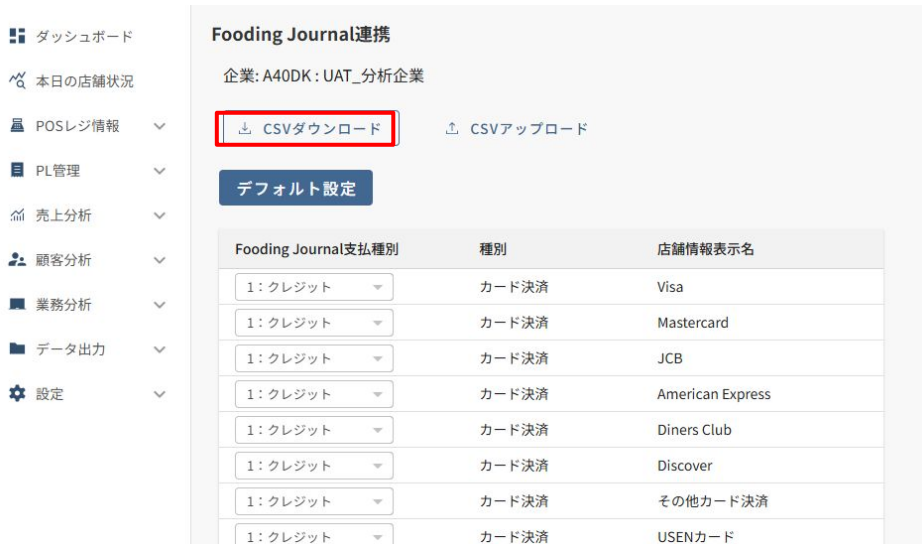 ダッシュボード
本日の店舗状況
POSレジ情報
PL管理
売上分析
顧客分析
業務分析
データ出力
設定
Fooding Journal連携
企業: A40DK : UAT_分析企業
CSVダウンロード
CSVアップロード
デフォルト設定
Fooding Journal支払種別 種別 店舗情報表示名
1：クレジット カード決済 Visa
1：クレジット カード決済 Mastercard
1：クレジット カード決済 JCB
1：クレジット カード決済 American Express
1：クレジット カード決済 Diners Club
1：クレジット カード決済 Discover
1：クレジット カード決済 その他カード決済
1：クレジット カード決済 USENカード